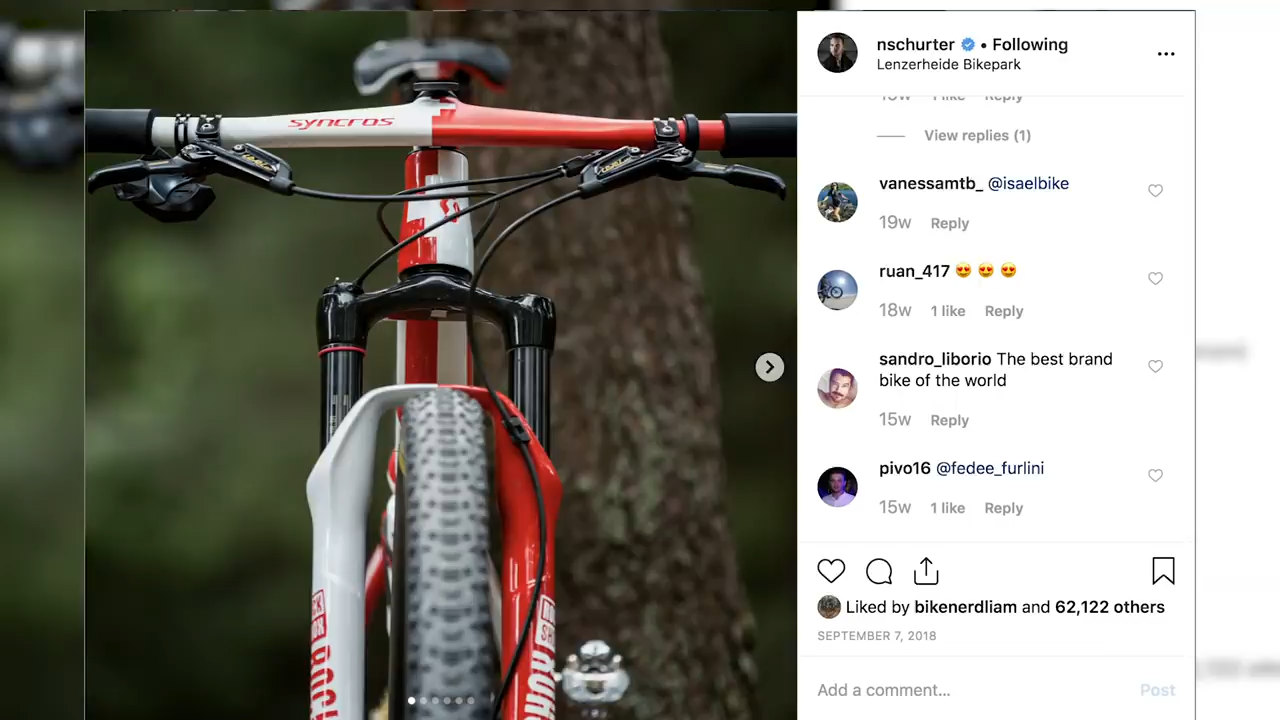 SYNCROS
nschurter • Following
Lenzerheide Bikepark
View replies (1)
vanessamtb_ @isaelbike
19w Reply
ruan_417 😍 😍 😍
18w 1 like Reply
sandro_liborio The best brand
bike of the world
15w Reply
pivo16 @fedee_furlini
15w 1 like Reply
Liked by bikenerdliam and 62,122 others
SEPTEMBER 7, 2018
Add a comment...
Post